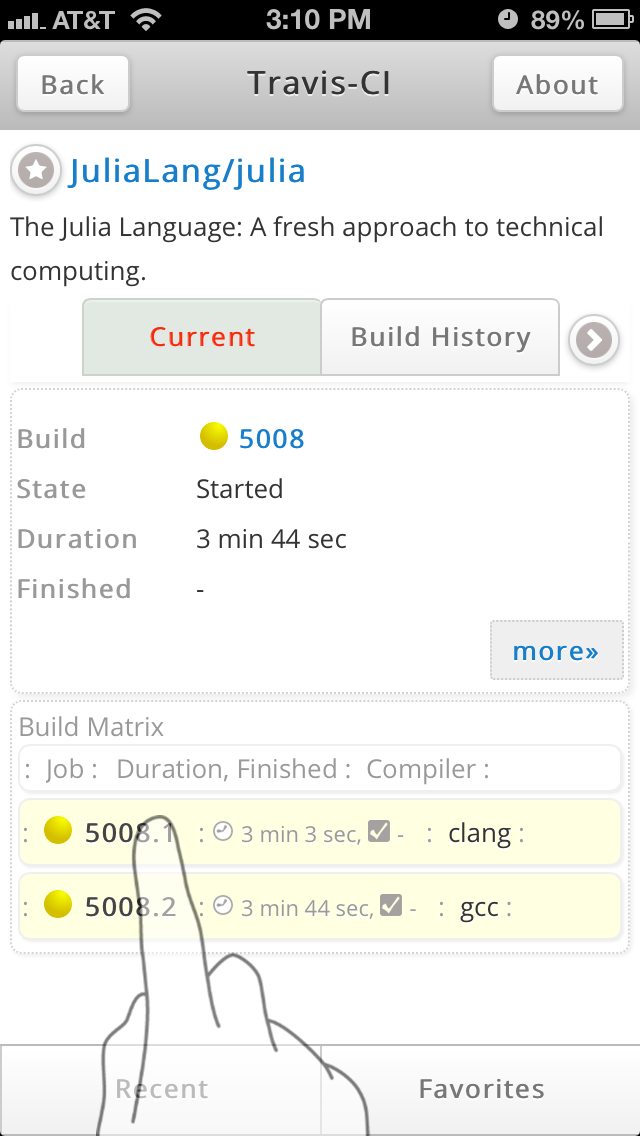 AT&T 3:10 PM 89%
Back Travis-CI About
JuliaLang/julia
The Julia Language: A fresh approach to technical
computing.
Current Build History
Build 5008
State Started
Duration 3 min 44 sec
Finished -
more»
Build Matrix
: Job : Duration, Finished : Compiler :
: 5008.1 : 3 min 3 sec, - : clang :
: 5008.2 : 3 min 44 sec, - : gcc :
Recent Favorites